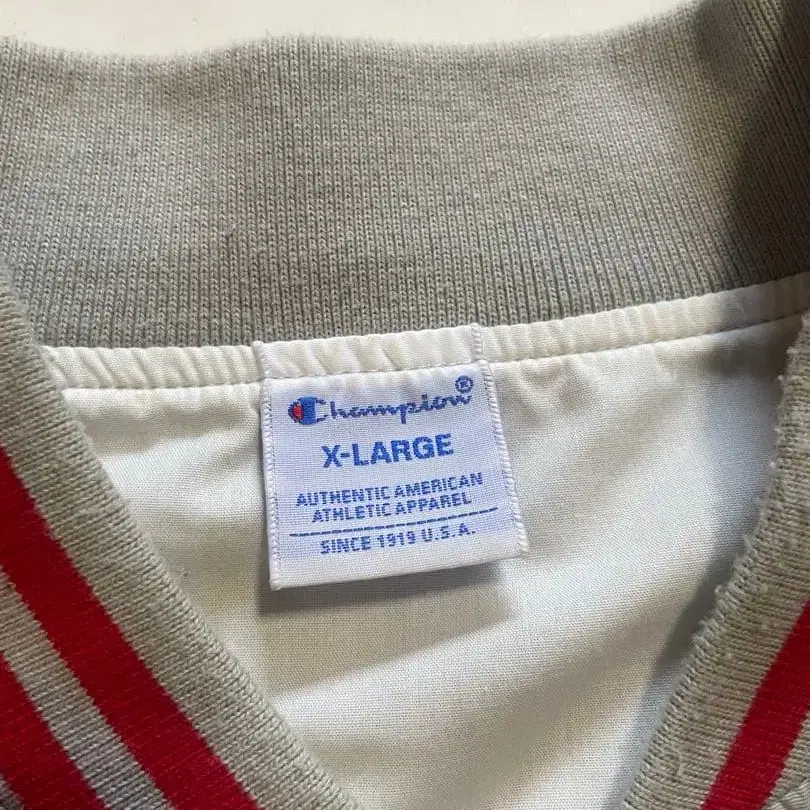 Champion®
X-LARGE
AUTHENTIC AMERICAN
ATHLETIC APPAREL
SINCE 1919 U.S.A.